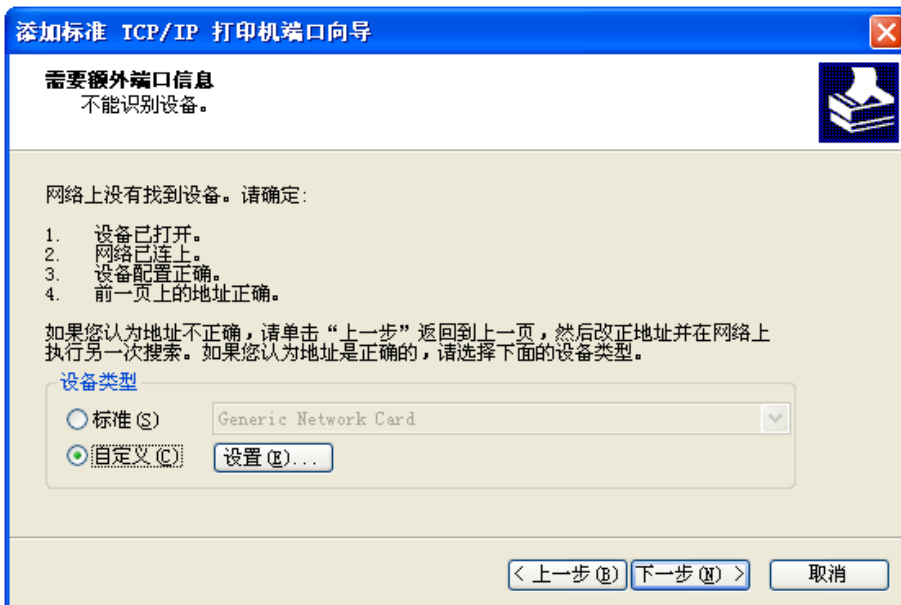 添加标准 TCP/IP 打印机端口向导
需要额外端口信息
不能识别设备。
网络上没有找到设备。请确定:
1. 设备已打开。
2. 网络已连上。
3. 设备配置正确。
4. 前一页上的地址正确。
如果您认为地址不正确，请单击“上一步”返回到上一页，然后改正地址并在网络上
执行另一次搜索。如果您认为地址是正确的，请选择下面的设备类型。
设备类型
标准(S) Generic Network Card
自定义(C) 设置(E)...
< 上一步(B) 下一步(N) > 取消